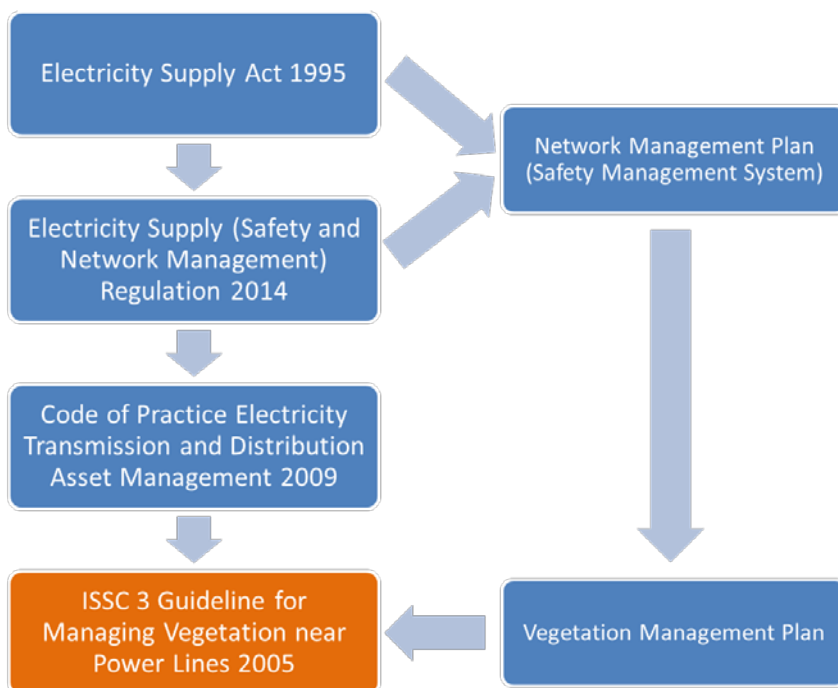 Electricity Supply Act 1995
Network Management Plan
(Safety Management System)
Electricity Supply (Safety and
Network Management)
Regulation 2014
Code of Practice Electricity
Transmission and Distribution
Asset Management 2009
ISSC 3 Guideline for
Managing Vegetation near
Power Lines 2005
Vegetation Management Plan